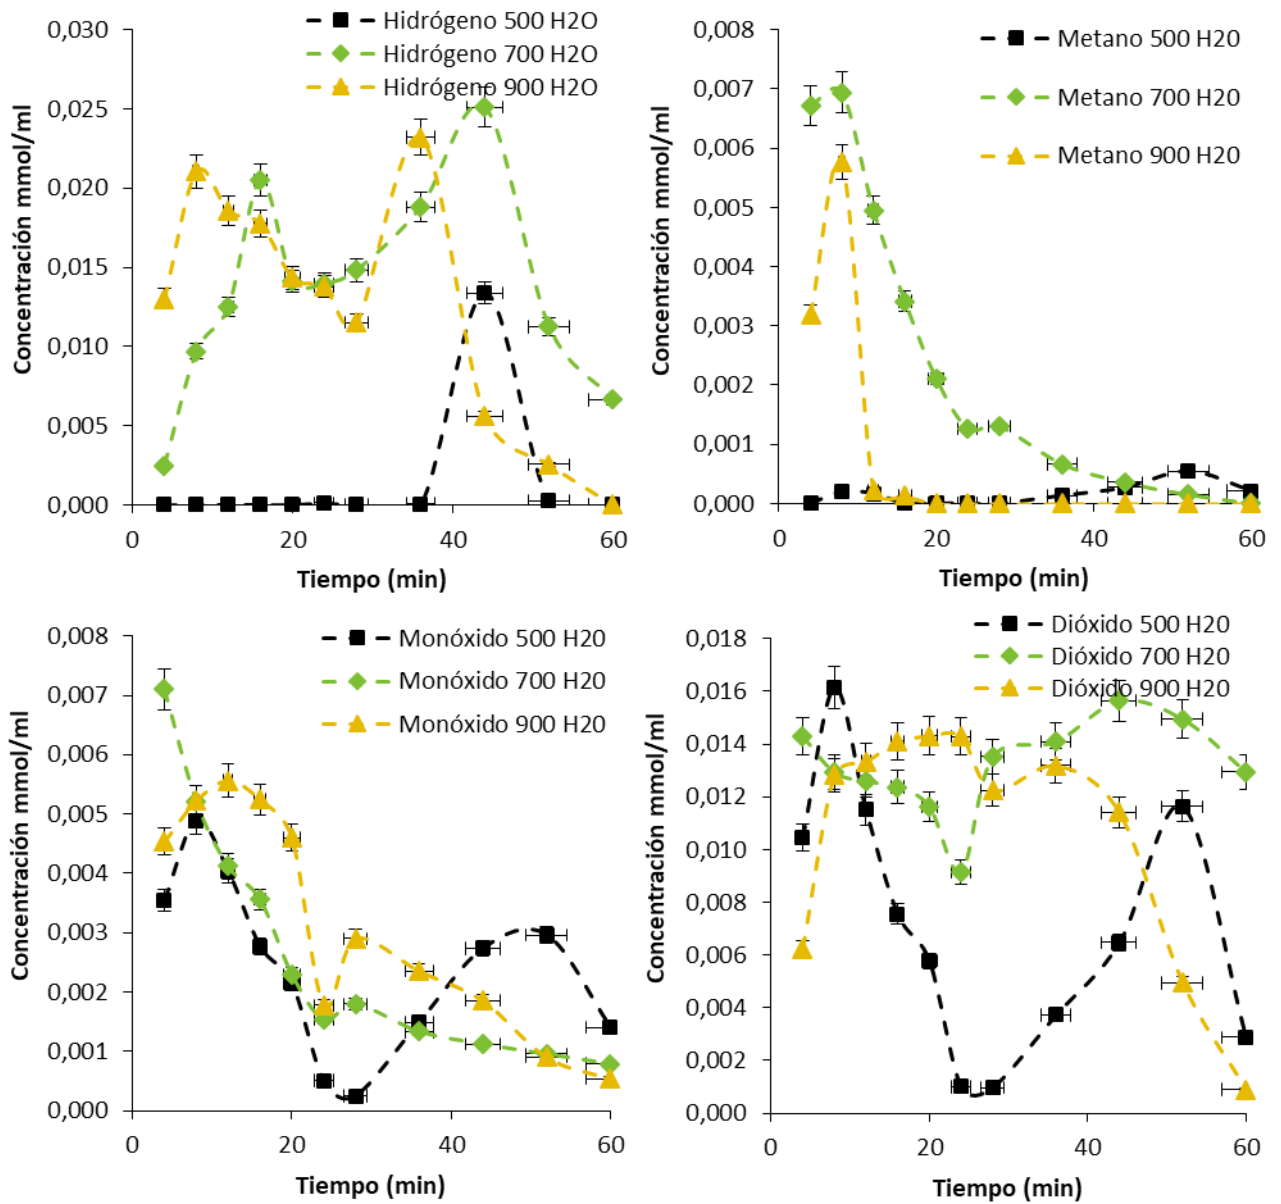 Hidrógeno 500 H2O
Hidrógeno 700 H2O
Hidrógeno 900 H2O
0,030
0,025
0,020
0,015
0,010
0,005
0,000
Concentración mmol/ml
0 20 40 60
Tiempo (min)
Metano 500 H20
Metano 700 H20
Metano 900 H20
0,008
0,007
0,006
0,005
0,004
0,003
0,002
0,001
0,000
Concentración mmol/ml
0 20 40 60
Tiempo (min)
Monóxido 500 H20
Monóxido 700 H20
Monóxido 900 H20
0,008
0,007
0,006
0,005
0,004
0,003
0,002
0,001
0,000
Concentración mmol/ml
0 20 40 60
Tiempo (min)
Dióxido 500 H20
Dióxido 700 H20
Dióxido 900 H20
0,018
0,016
0,014
0,012
0,010
0,008
0,006
0,004
0,002
0,000
Concentración mmol/ml
0 20 40 60
Tiempo (min)